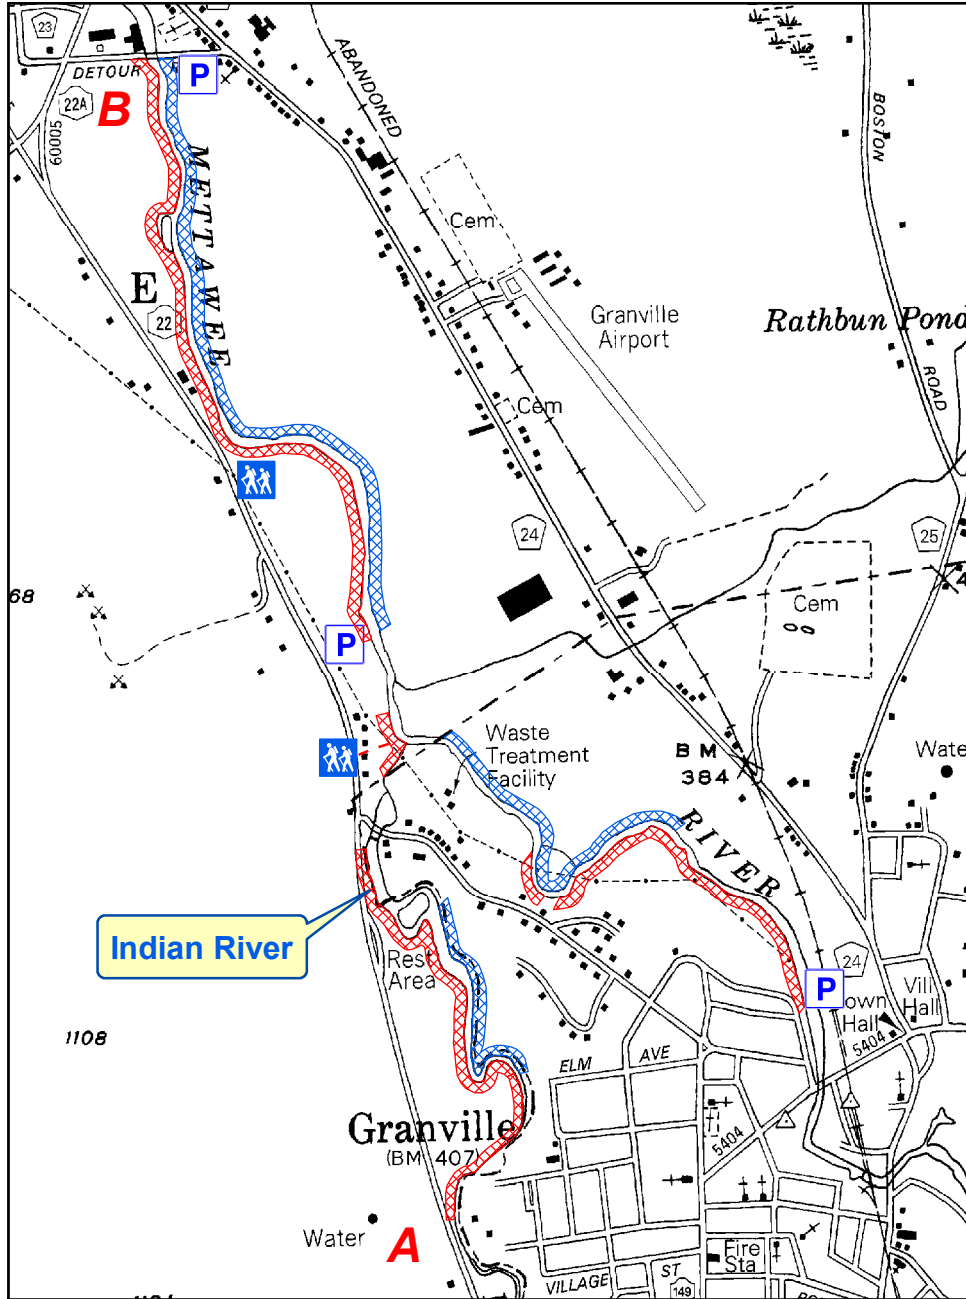 23
P
DETOUR
B
22A
60005
ABANDONED
BOSTON
METTAWEE
Cem
E
22
Granville
Airport
Rathbun Pond
ROAD
Cem
24
25
68
Cem
P
Waste
Treatment
Facility
BM
384
Wate
RIVER
Indian River
Rest
Area
24
P
Vill
Hall
own
Hall
5404
1108
ELM AVE
Granville
(BM 407)
5404
Water
A
Fire
Sta
VILLAGE ST
149